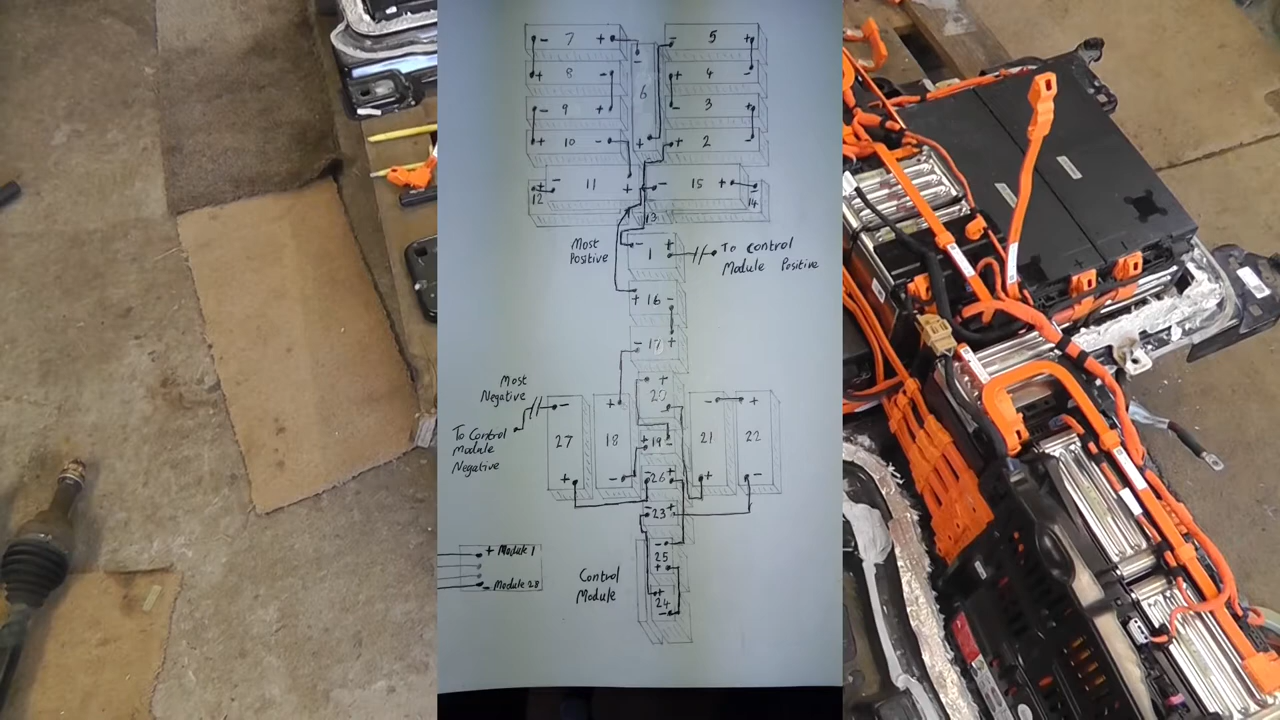 - 7 +
- 5 +
+ 8 -
-
+ 4 -
6
- 9 +
- 3 +
+ 10 -
+
+ 2 -
- 11 +
- 15 +
+ 12 -
13
- 14
Most
Positive
- 1 +
To Control
Module Positive
+ 16 -
- 17 +
Most
Negative
+
20
-
To Control
Module
Negative
-
27
+
+
18
-
+ 19 -
-
21
+
+
22
-
- 26 +
- 23 +
-
25
+
+
24
-
+ Module 1
- Module 28
Control
Module